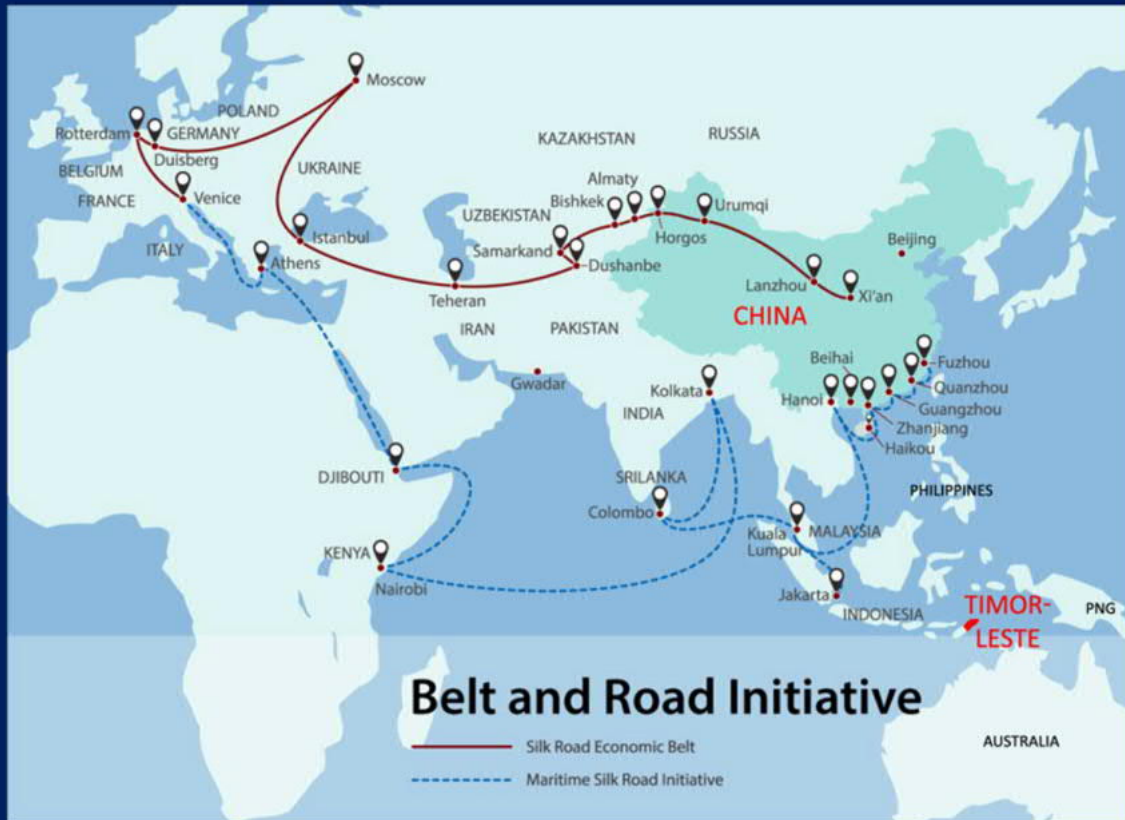 Moscow
POLAND
Rotterdam
GERMANY
Duisberg
BELGIUM
UKRAINE
FRANCE
Venice
ITALY
Istanbul
Athens
KAZAKHSTAN
RUSSIA
Almaty
Bishkek
Urumqi
UZBEKISTAN
Horgos
Samarkand
Dushanbe
Beijing
Teheran
Lanzhou
Xi'an
CHINA
IRAN
PAKISTAN
Gwadar
Kolkata
INDIA
Beihai
Hanoi
Fuzhou
Quanzhou
Guangzhou
Zhanjiang
Haikou
DJIBOUTI
SRILANKA
Colombo
PHILIPPINES
Kuala
Lumpur
MALAYSIA
KENYA
Nairobi
Jakarta
INDONESIA
TIMOR-
LESTE
PNG
Belt and Road Initiative
Silk Road Economic Belt
Maritime Silk Road Initiative
AUSTRALIA